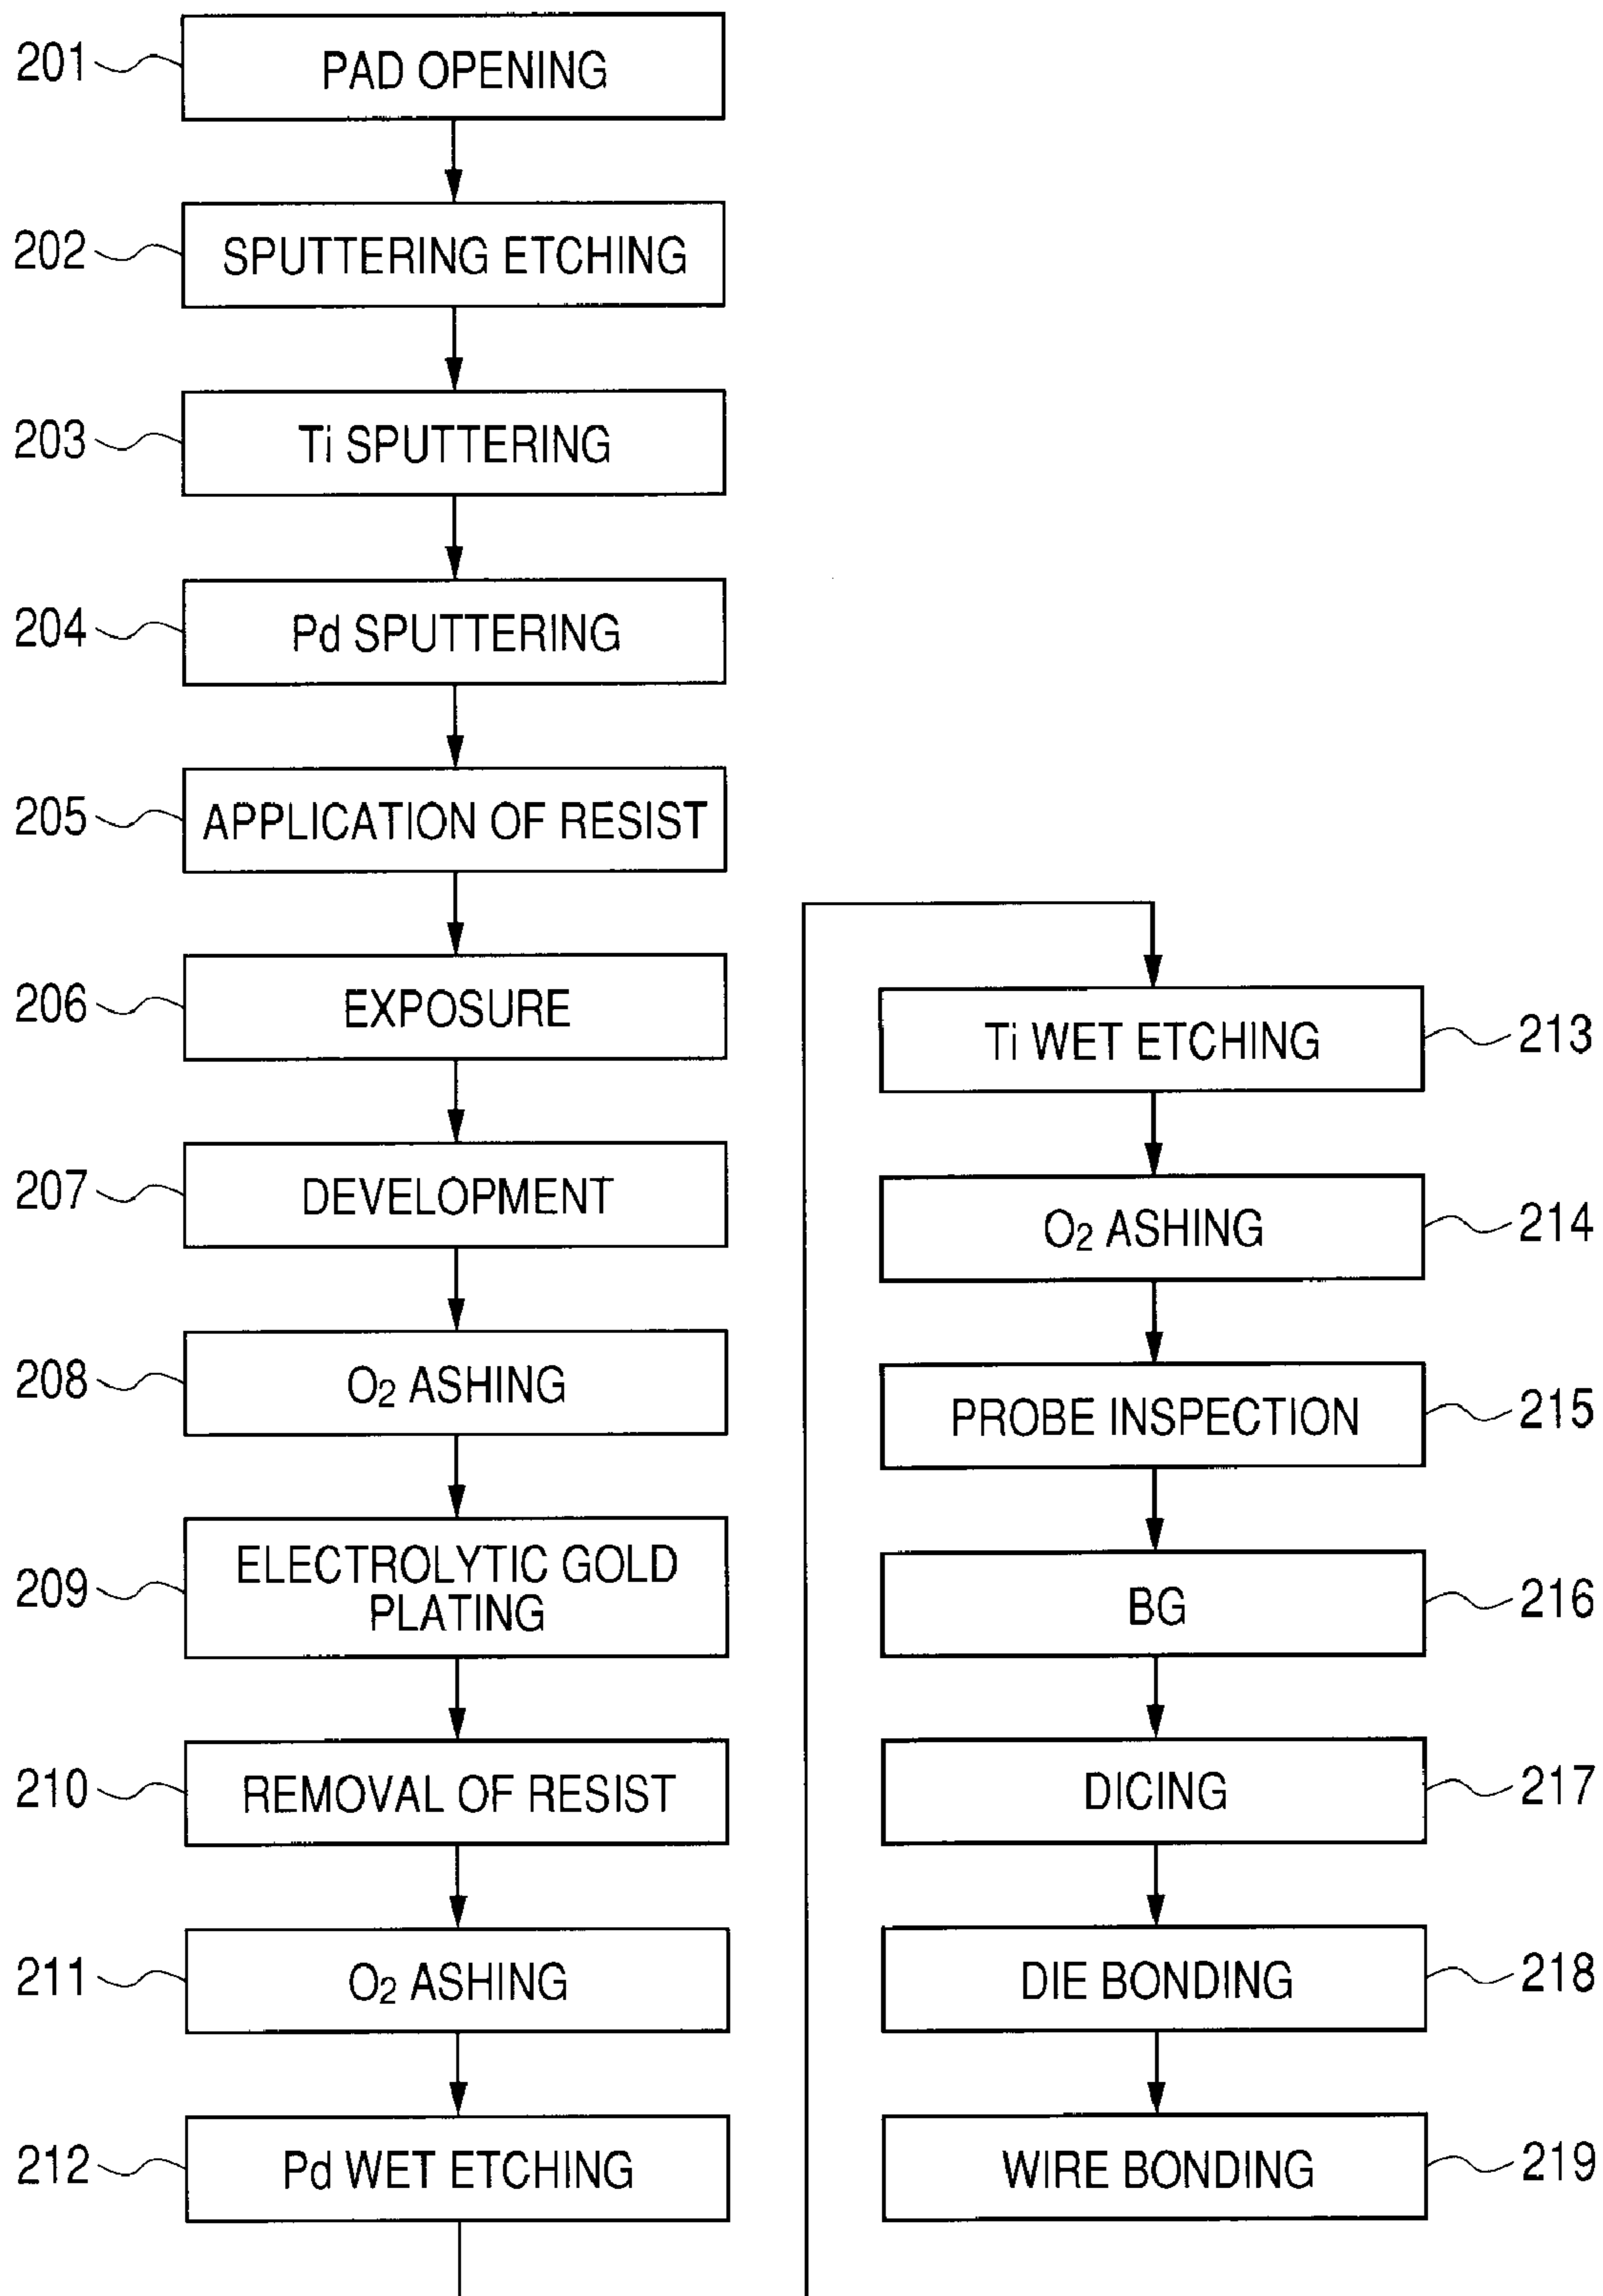 201
PAD OPENING
202
SPUTTERING ETCHING
203
Ti SPUTTERING
204
Pd SPUTTERING
205
APPLICATION OF RESIST
206
EXPOSURE
207
DEVELOPMENT
208
O2 ASHING
209
ELECTROLYTIC GOLD
PLATING
210
REMOVAL OF RESIST
211
O2 ASHING
212
Pd WET ETCHING
Ti WET ETCHING
213
O2 ASHING
214
PROBE INSPECTION
215
BG
216
DICING
217
DIE BONDING
218
WIRE BONDING
219